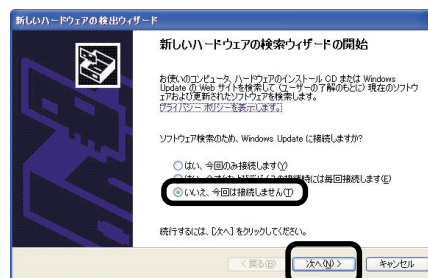 新しいハードウェアの検出ウィザード
新しいハードウェアの検索ウィザードの開始
お使いのコンピュータ、ハードウェアのインストール CD または Windows
Update の Web サイトを検索して (ユーザーの了解のもとに) 現在のソフトウ
ェアおよび更新されたソフトウェアを検索します。
プライバシー ポリシーを表示します。
ソフトウェア検索のため、Windows Update に接続しますか?
はい、今回のみ接続します(Y)
接続時には毎回接続します(E)
いいえ、今回は接続しません(T)
続行するには、[次へ] をクリックしてください。
< 戻る(B)
次へ(N) >
キャンセル